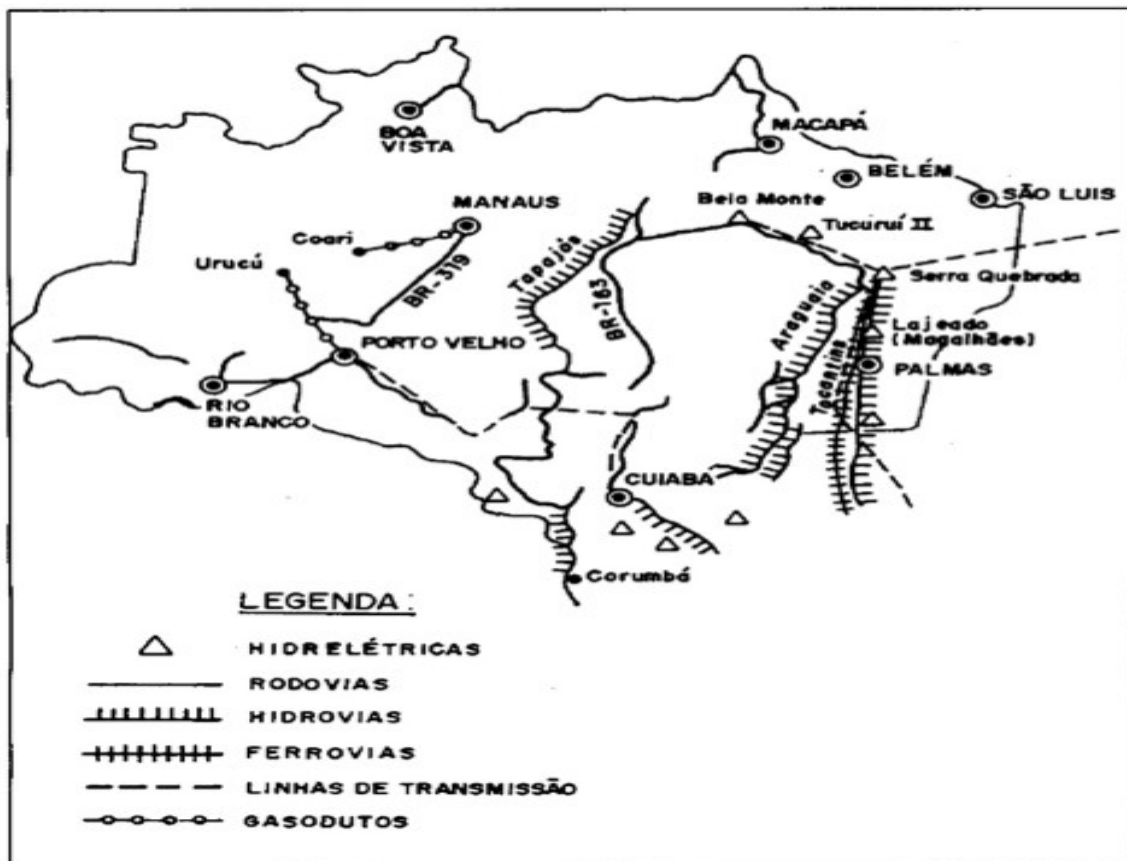 BOA
VISTA
MACAPÁ
BELÉM
SÃO LUIS
MANAUS
Coari
Urucú
BR-319
Tapajós
BR-163
Bela Monte
Tucuruí II
Serra Quebrada
Araguaia
Tocantins
Lajeado
(Magalhães)
PALMAS
PORTO VELHO
RIO
BRANCO
CUIABA
Corumbá
LEGENDA:
HIDRELÉTRICAS
RODOVIAS
HIDROVIAS
FERROVIAS
LINHAS DE TRANSMISSÃO
GASODUTOS